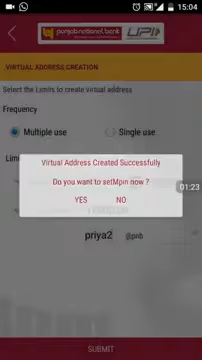 15:04
punjab national bank UPI
VIRTUAL ADDRESS CREATION
Select the Limits to create virtual address
Frequency
Multiple use Single use
Virtual Address Created Successfully
Do you want to setMpin now ?
YES NO
01:23
priya2 @pnb
SUBMIT